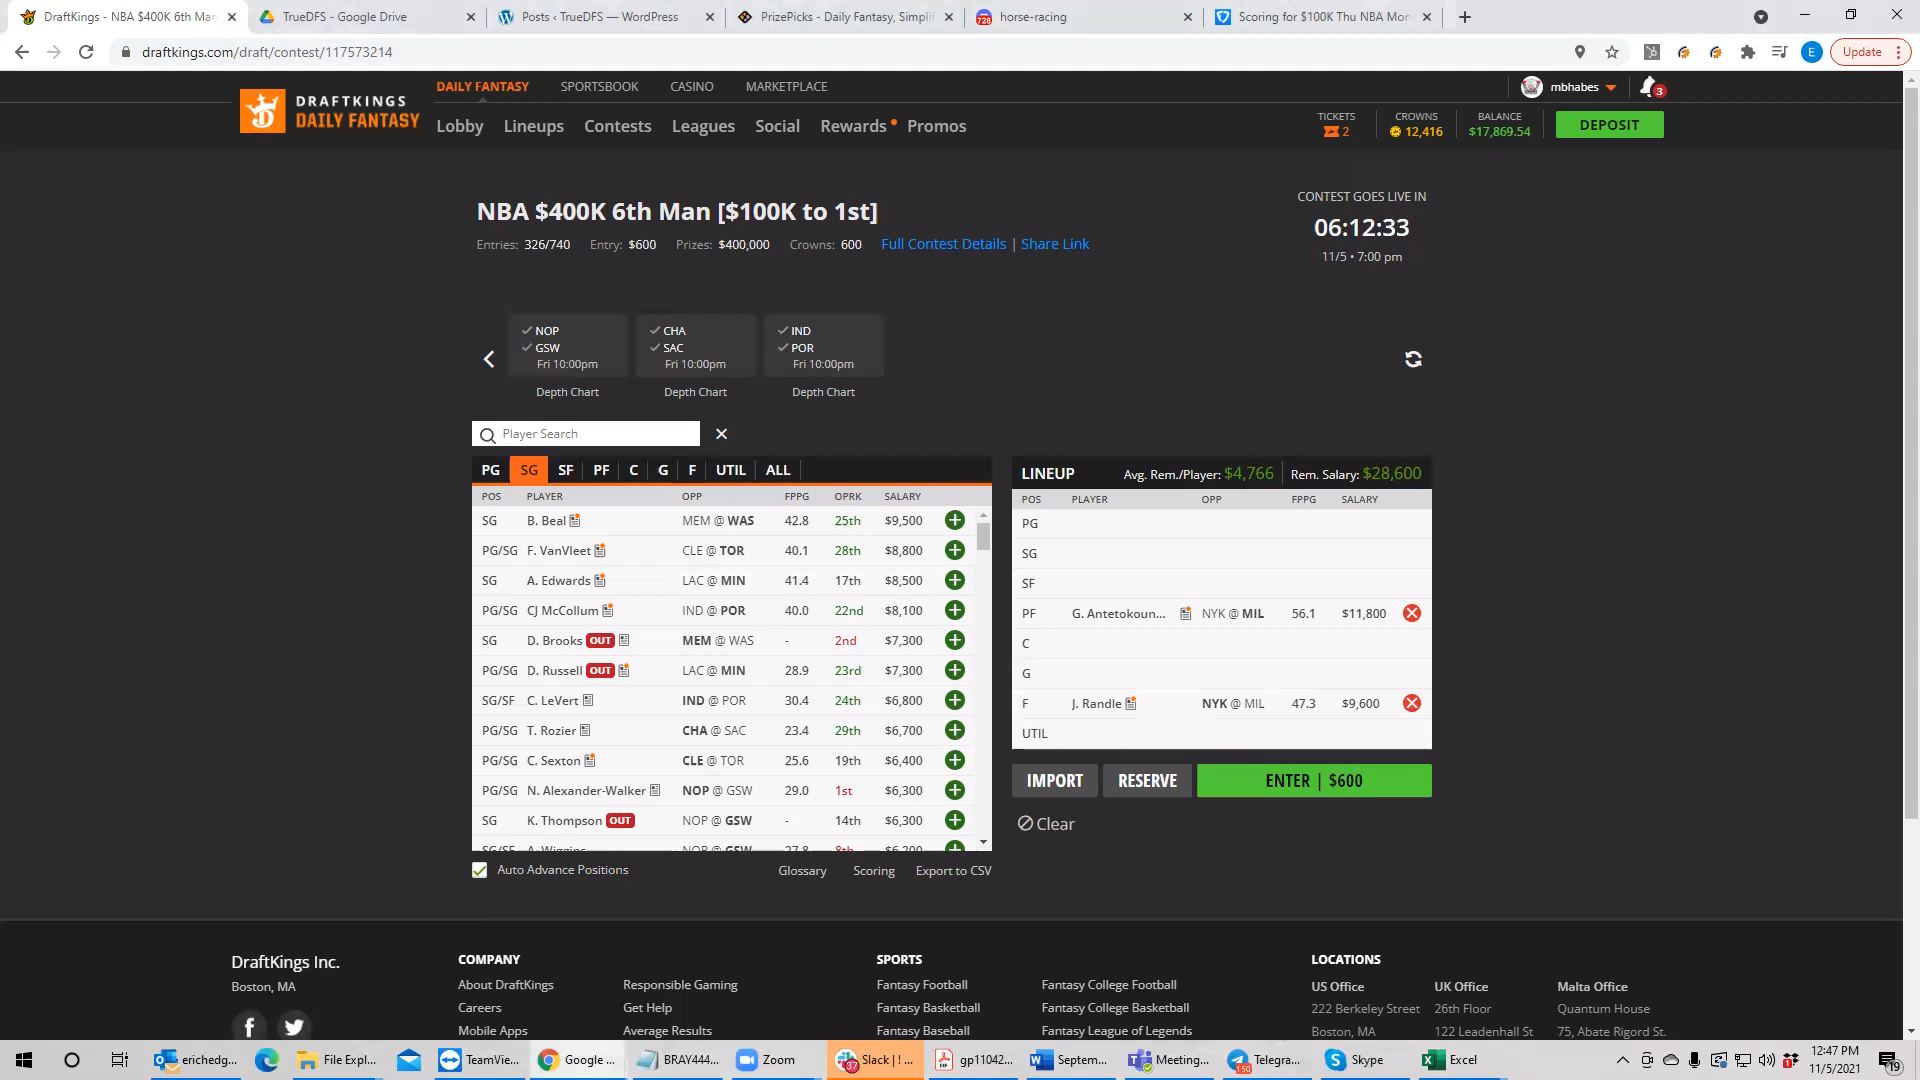 DraftKings - NBA $400K 6th Man
TrueDFS - Google Drive
Posts ‹ TrueDFS — WordPress
PrizePicks - Daily Fantasy, Simplif
horse-racing
Scoring for $100K Thu NBA Mon
draftkings.com/draft/contest/117573214
E
Update
DRAFTKINGS
DAILY FANTASY
DAILY FANTASY
SPORTSBOOK
CASINO
MARKETPLACE
mbhabes
3
Lobby
Lineups
Contests
Leagues
Social
Rewards
Promos
TICKETS
2
CROWNS
12,416
BALANCE
$17,869.54
DEPOSIT
NBA $400K 6th Man [$100K to 1st]
Entries: 326/740
Entry: $600
Prizes: $400,000
Crowns: 600
Full Contest Details | Share Link
CONTEST GOES LIVE IN
06:12:33
11/5 • 7:00 pm
NOP
GSW
Fri 10:00pm
Depth Chart
CHA
SAC
Fri 10:00pm
Depth Chart
IND
POR
Fri 10:00pm
Depth Chart
Player Search
PG SG SF PF C G F UTIL ALL
POS PLAYER OPP FPPG OPRK SALARY
SG B. Beal MEM @ WAS 42.8 25th $9,500
PG/SG F. VanVleet CLE @ TOR 40.1 28th $8,800
SG A. Edwards LAC @ MIN 41.4 17th $8,500
PG/SG CJ McCollum IND @ POR 40.0 22nd $8,100
SG D. Brooks OUT MEM @ WAS - 2nd $7,300
PG/SG D. Russell OUT LAC @ MIN 28.9 23rd $7,300
SG/SF C. LeVert IND @ POR 30.4 24th $6,800
PG/SG T. Rozier CHA @ SAC 23.4 29th $6,700
PG/SG C. Sexton CLE @ TOR 25.6 19th $6,400
PG/SG N. Alexander-Walker NOP @ GSW 29.0 1st $6,300
SG K. Thompson OUT NOP @ GSW - 14th $6,300
SG/SF A. Wiggins NOP @ GSW 27.8 8th $6,200
Auto Advance Positions
Glossary
Scoring
Export to CSV
LINEUP
Avg. Rem./Player: $4,766
Rem. Salary: $28,600
POS PLAYER OPP FPPG SALARY
PG
SG
SF
PF G. Antetokoun... NYK @ MIL 56.1 $11,800
C
G
F J. Randle NYK @ MIL 47.3 $9,600
UTIL
IMPORT
RESERVE
ENTER | $600
Clear
DraftKings Inc.
Boston, MA
COMPANY
About DraftKings
Careers
Mobile Apps
Responsible Gaming
Get Help
Average Results
SPORTS
Fantasy Football
Fantasy Basketball
Fantasy Baseball
Fantasy College Football
Fantasy College Basketball
Fantasy League of Legends
LOCATIONS
US Office
222 Berkeley Street
Boston, MA
UK Office
26th Floor
122 Leadenhall St
Malta Office
Quantum House
75, Abate Rigord St.
erichedg...
File Expl...
TeamVie...
Google ...
BRAY444...
Zoom
Slack | ! ...
gp11042...
Septem...
Meeting...
Telegra...
Skype
Excel
12:47 PM
11/5/2021